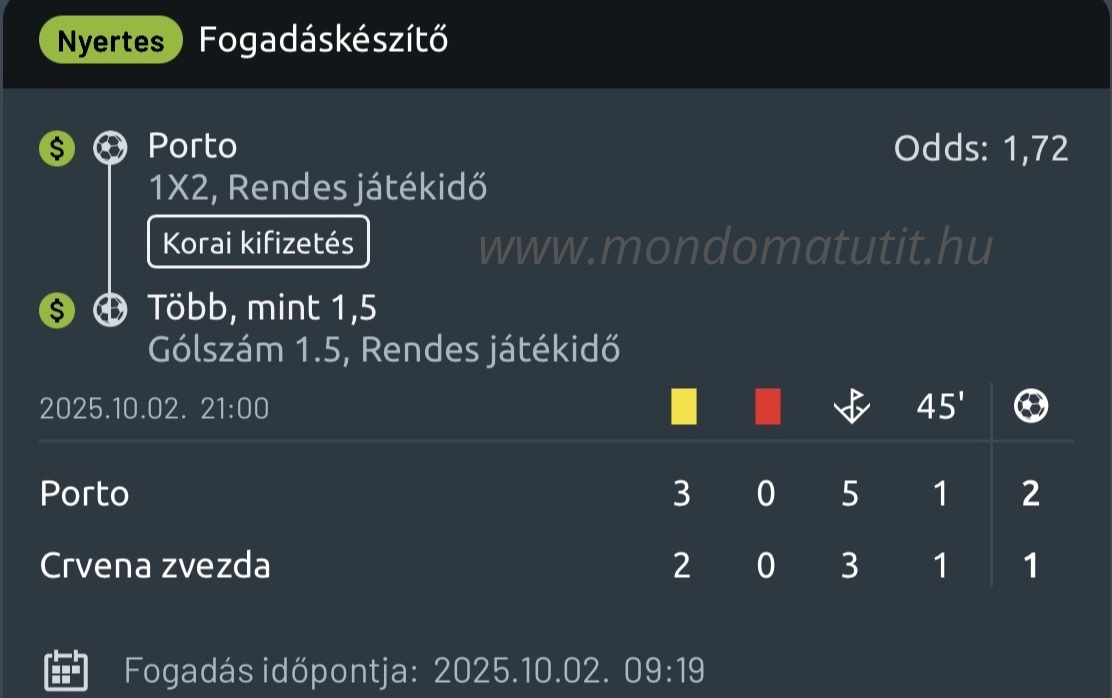 Nyertes Fogadáskészítő
$ Porto Odds: 1,72
1X2, Rendes játékidő
Korai kifizetés
www.mondomatutit.hu
$ Több, mint 1,5
Gólszám 1.5, Rendes játékidő
2025.10.02. 21:00 45'
Porto 3 0 5 1 2
Crvena zvezda 2 0 3 1 1
Fogadás időpontja: 2025.10.02. 09:19